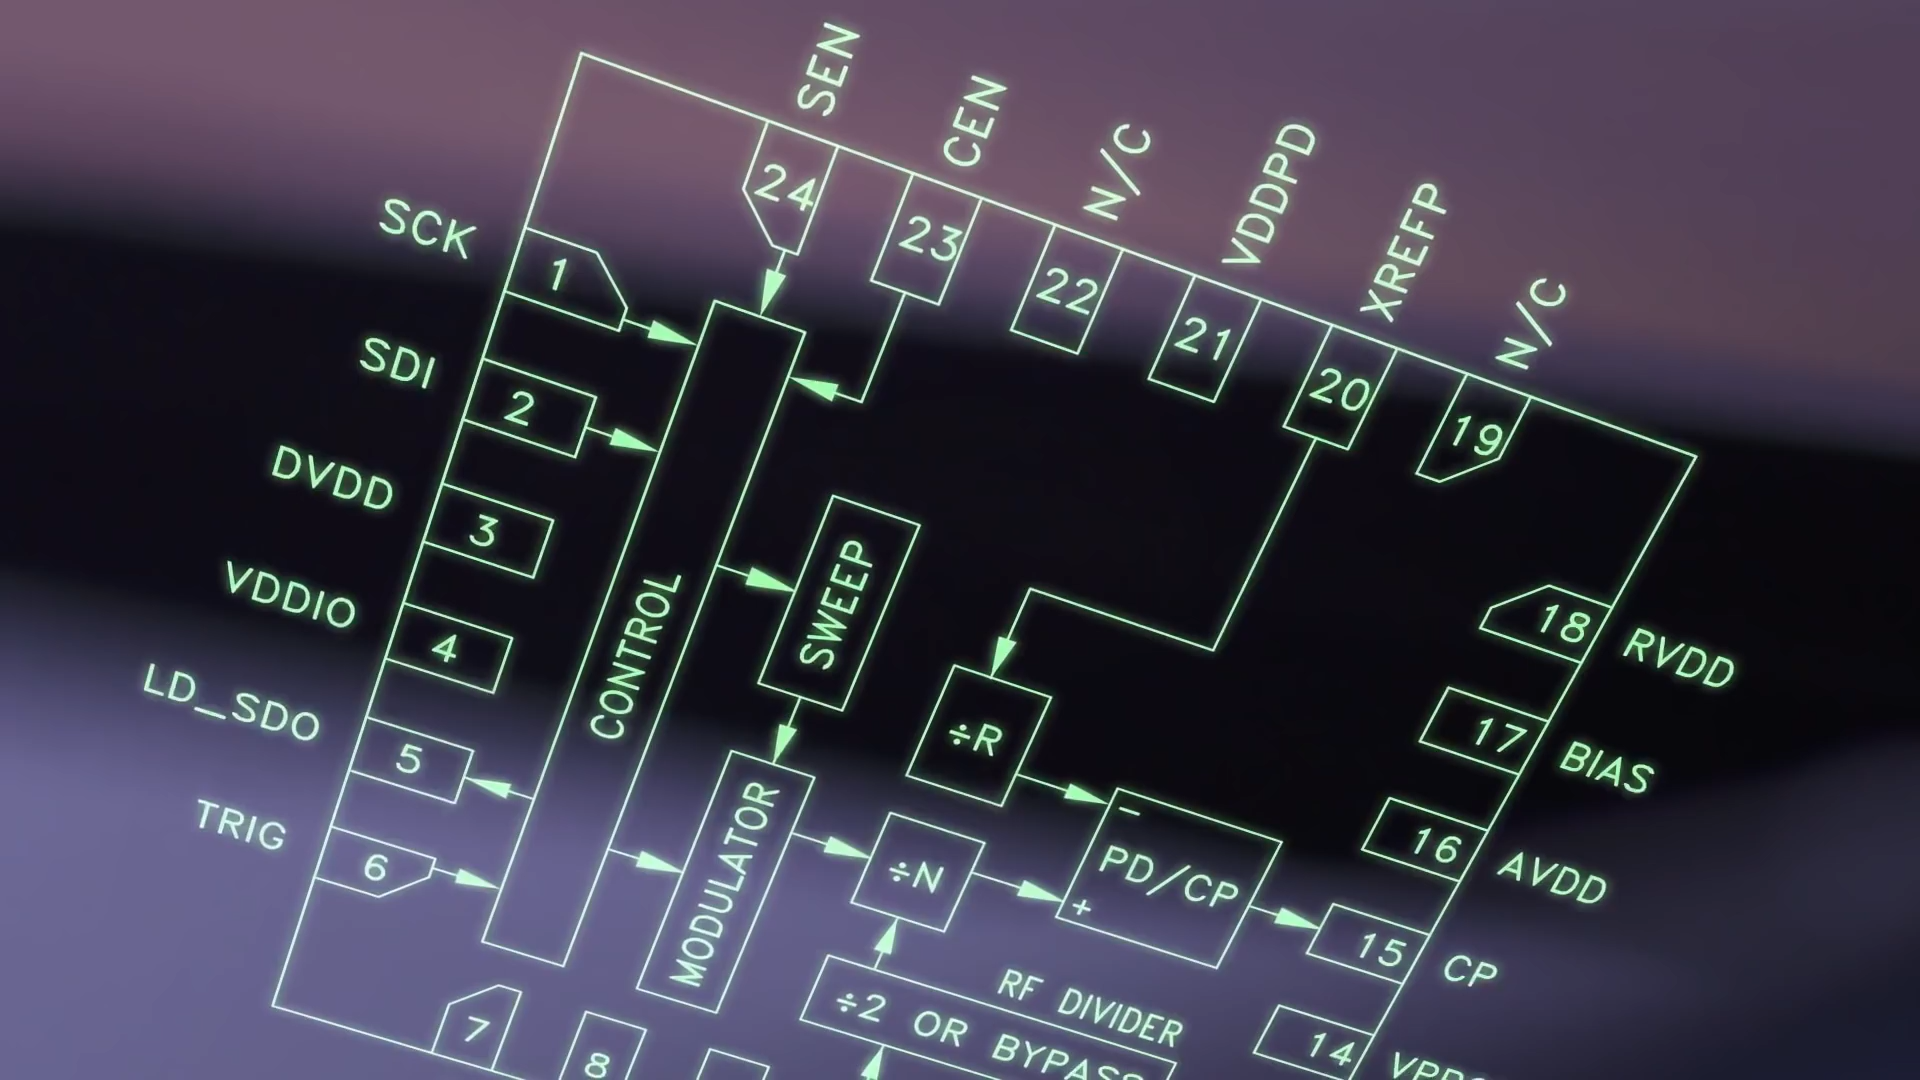 SEN
CEN
N/C
VDDPD
XREFP
N/C
24
23
22
21
20
19
SCK
1
SDI
2
DVDD
3
VDDIO
4
LD_SDO
5
TRIG
6
CONTROL
SWEEP
MODULATOR
÷R
÷N
−
PD/CP
+
RF DIVIDER
÷2 OR BYPASS
18
RVDD
17
BIAS
16
AVDD
15
CP
14
7
8